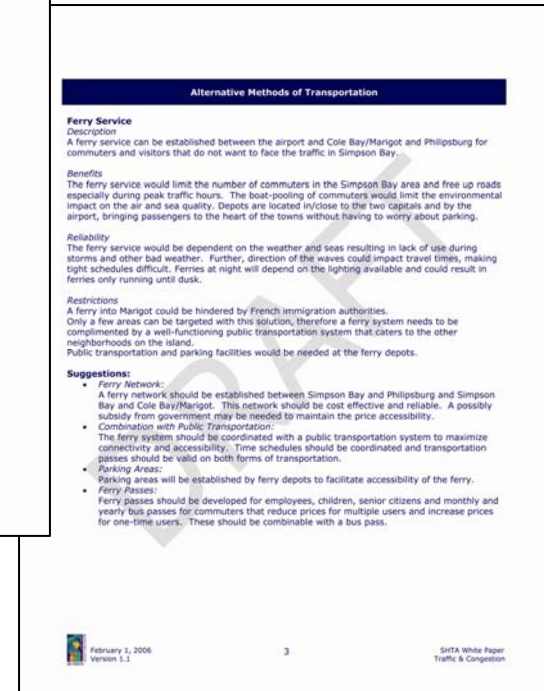 Alternative Methods of Transportation
Ferry Service
Description
A ferry service can be established between the airport and Cole Bay/Marigot and Philipsburg for
commuters and visitors that do not want to face the traffic in Simpson Bay.
Benefits
The ferry service would limit the number of commuters in the Simpson Bay area and free up roads
especially during peak traffic hours. The boat-pooling of commuters would limit the environmental
impact on the air and sea quality. Depots are located in/close to the two capitals and by the
airport, bringing passengers to the heart of the towns without having to worry about parking.
Reliability
The ferry service would be dependent on the weather and seas resulting in lack of use during
storms and other bad weather. Further, direction of the waves could impact travel times, making
tight schedules difficult. Ferries at night will depend on the lighting available and could result in
ferries only running until dusk.
Restrictions
A ferry into Marigot could be hindered by French immigration authorities.
Only a few areas can be targeted with this solution, therefore a ferry system needs to be
complimented by a well-functioning public transportation system that caters to the other
neighborhoods on the island.
Public transportation and parking facilities would be needed at the ferry depots.
Suggestions:
• Ferry Network:
A ferry network should be established between Simpson Bay and Philipsburg and Simpson
Bay and Cole Bay/Marigot. This network should be cost effective and reliable. A possibly
subsidy from government may be needed to maintain the price accessibility.
• Combination with Public Transportation:
The ferry system should be coordinated with a public transportation system to maximize
connectivity and accessibility. Time schedules should be coordinated and transportation
passes should be valid on both forms of transportation.
• Parking Areas:
Parking areas will be established by ferry depots to facilitate accessibility of the ferry.
• Ferry Passes:
Ferry passes should be developed for employees, children, senior citizens and monthly and
yearly bus passes for commuters that reduce prices for multiple users and increase prices
for one-time users. These should be combinable with a bus pass.
DRAFT
February 1, 2006
Version 1.1
3
SHTA White Paper
Traffic & Congestion